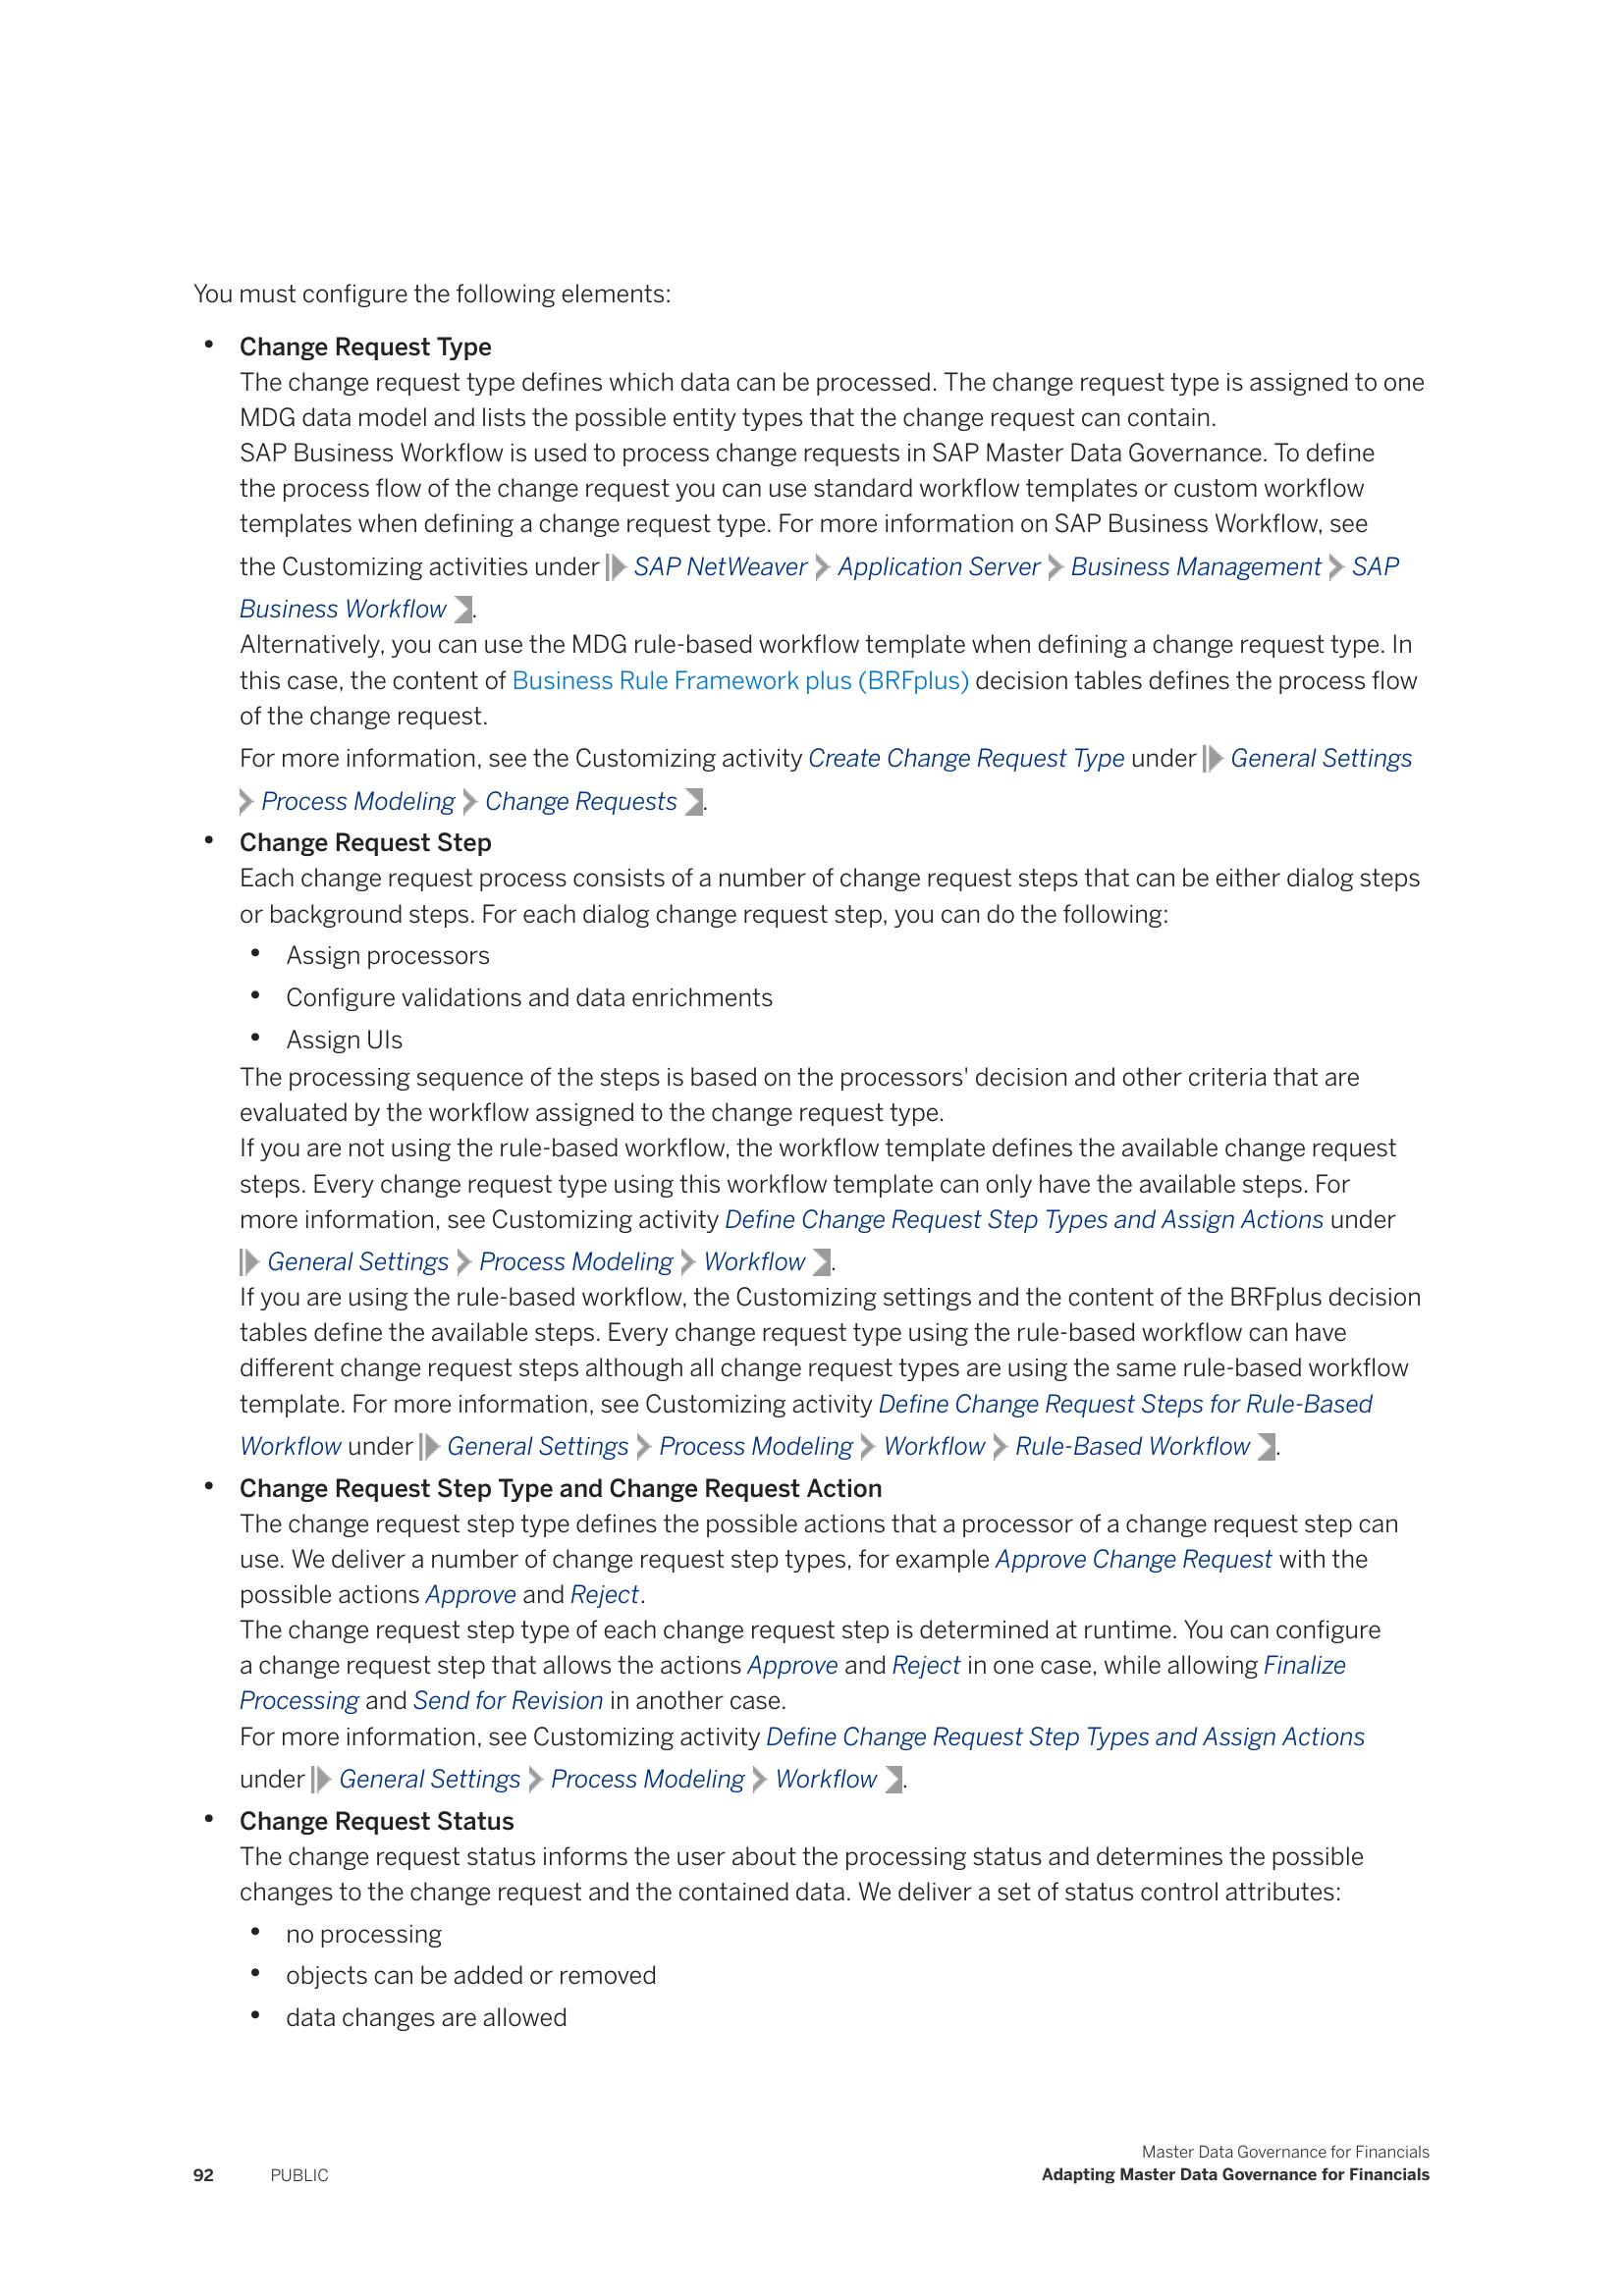 You must configure the following elements:
• Change Request Type
The change request type defines which data can be processed. The change request type is assigned to one
MDG data model and lists the possible entity types that the change request can contain.
SAP Business Workflow is used to process change requests in SAP Master Data Governance. To define
the process flow of the change request you can use standard workflow templates or custom workflow
templates when defining a change request type. For more information on SAP Business Workflow, see
the Customizing activities under SAP NetWeaver > Application Server > Business Management > SAP
Business Workflow .
Alternatively, you can use the MDG rule-based workflow template when defining a change request type. In
this case, the content of Business Rule Framework plus (BRFplus) decision tables defines the process flow
of the change request.
For more information, see the Customizing activity Create Change Request Type under General Settings
> Process Modeling > Change Requests .
• Change Request Step
Each change request process consists of a number of change request steps that can be either dialog steps
or background steps. For each dialog change request step, you can do the following:
• Assign processors
• Configure validations and data enrichments
• Assign UIs
The processing sequence of the steps is based on the processors' decision and other criteria that are
evaluated by the workflow assigned to the change request type.
If you are not using the rule-based workflow, the workflow template defines the available change request
steps. Every change request type using this workflow template can only have the available steps. For
more information, see Customizing activity Define Change Request Step Types and Assign Actions under
General Settings > Process Modeling > Workflow .
If you are using the rule-based workflow, the Customizing settings and the content of the BRFplus decision
tables define the available steps. Every change request type using the rule-based workflow can have
different change request steps although all change request types are using the same rule-based workflow
template. For more information, see Customizing activity Define Change Request Steps for Rule-Based
Workflow under General Settings > Process Modeling > Workflow > Rule-Based Workflow .
• Change Request Step Type and Change Request Action
The change request step type defines the possible actions that a processor of a change request step can
use. We deliver a number of change request step types, for example Approve Change Request with the
possible actions Approve and Reject.
The change request step type of each change request step is determined at runtime. You can configure
a change request step that allows the actions Approve and Reject in one case, while allowing Finalize
Processing and Send for Revision in another case.
For more information, see Customizing activity Define Change Request Step Types and Assign Actions
under General Settings > Process Modeling > Workflow .
• Change Request Status
The change request status informs the user about the processing status and determines the possible
changes to the change request and the contained data. We deliver a set of status control attributes:
• no processing
• objects can be added or removed
• data changes are allowed
92 PUBLIC
Master Data Governance for Financials
Adapting Master Data Governance for Financials